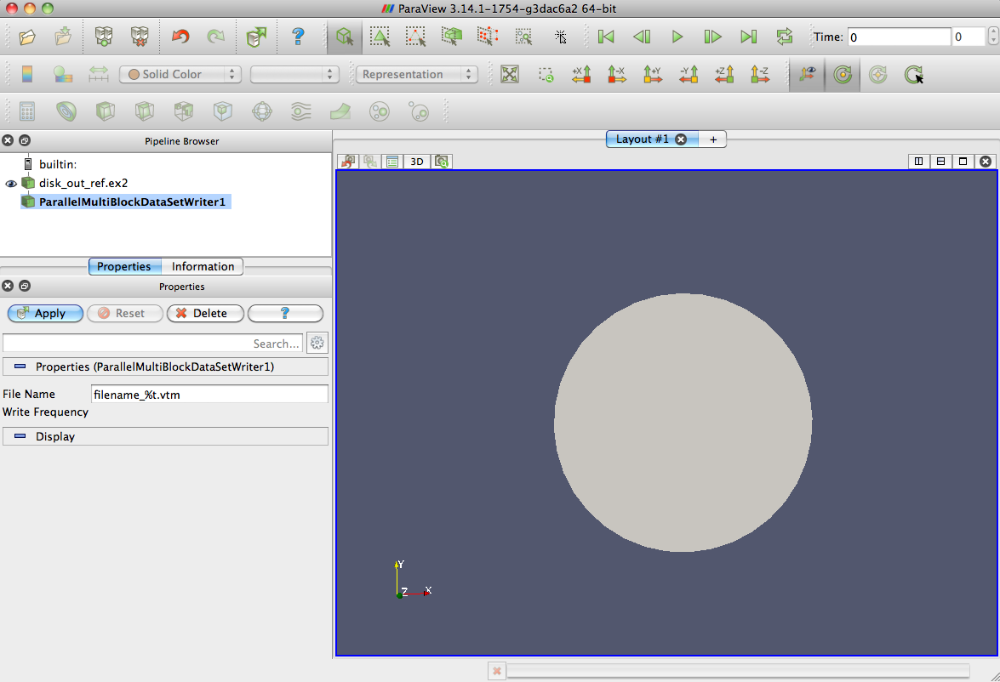 ParaView 3.14.1-1754-g3dac6a2 64-bit
? Time: 0 0
Solid Color Representation +X -X +Y -Y +Z -Z
Pipeline Browser
Layout #1 +
builtin:
3D
disk_out_ref.ex2
ParallelMultiBlockDataSetWriter1
Properties Information
Properties
Apply Reset Delete ?
Search...
Properties (ParallelMultiBlockDataSetWriter1)
File Name filename_%t.vtm
Write Frequency
Display
Y
Z X